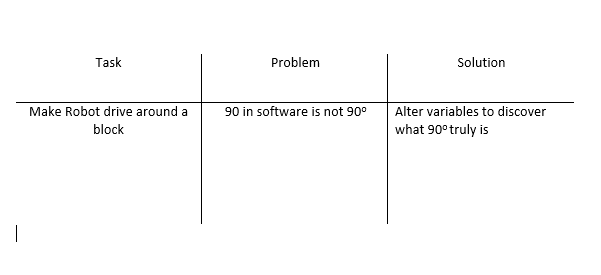 Task
Problem
Solution
Make Robot drive around a
block
90 in software is not 90º
Alter variables to discover
what 90º truly is